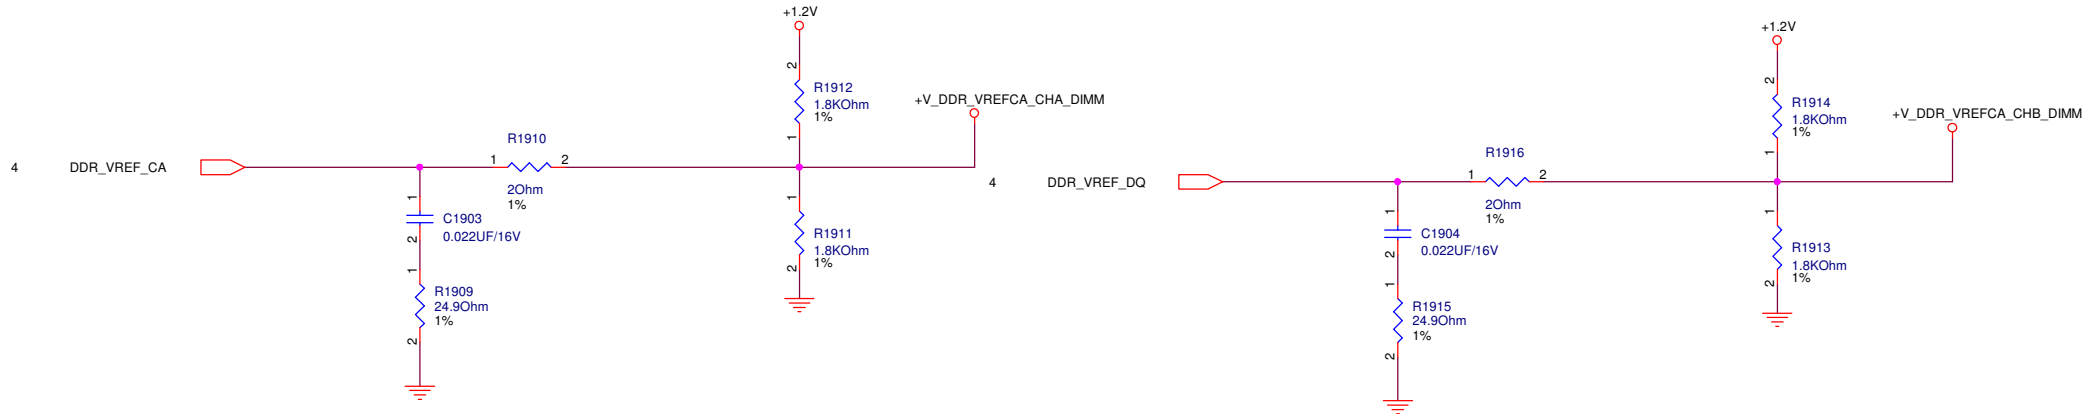 +1.2V
2
R1912
1.8KOhm
1%
1
+V_DDR_VREFCA_CHA_DIMM
R1910
4
DDR_VREF_CA
1
2
2Ohm
1%
1
C1903
0.022UF/16V
2
1
R1909
24.9Ohm
1%
2
1
R1911
1.8KOhm
1%
2
+1.2V
2
R1914
1.8KOhm
1%
1
+V_DDR_VREFCA_CHB_DIMM
R1916
4
DDR_VREF_DQ
1
2
2Ohm
1%
1
C1904
0.022UF/16V
2
1
R1915
24.9Ohm
1%
2
1
R1913
1.8KOhm
1%
2